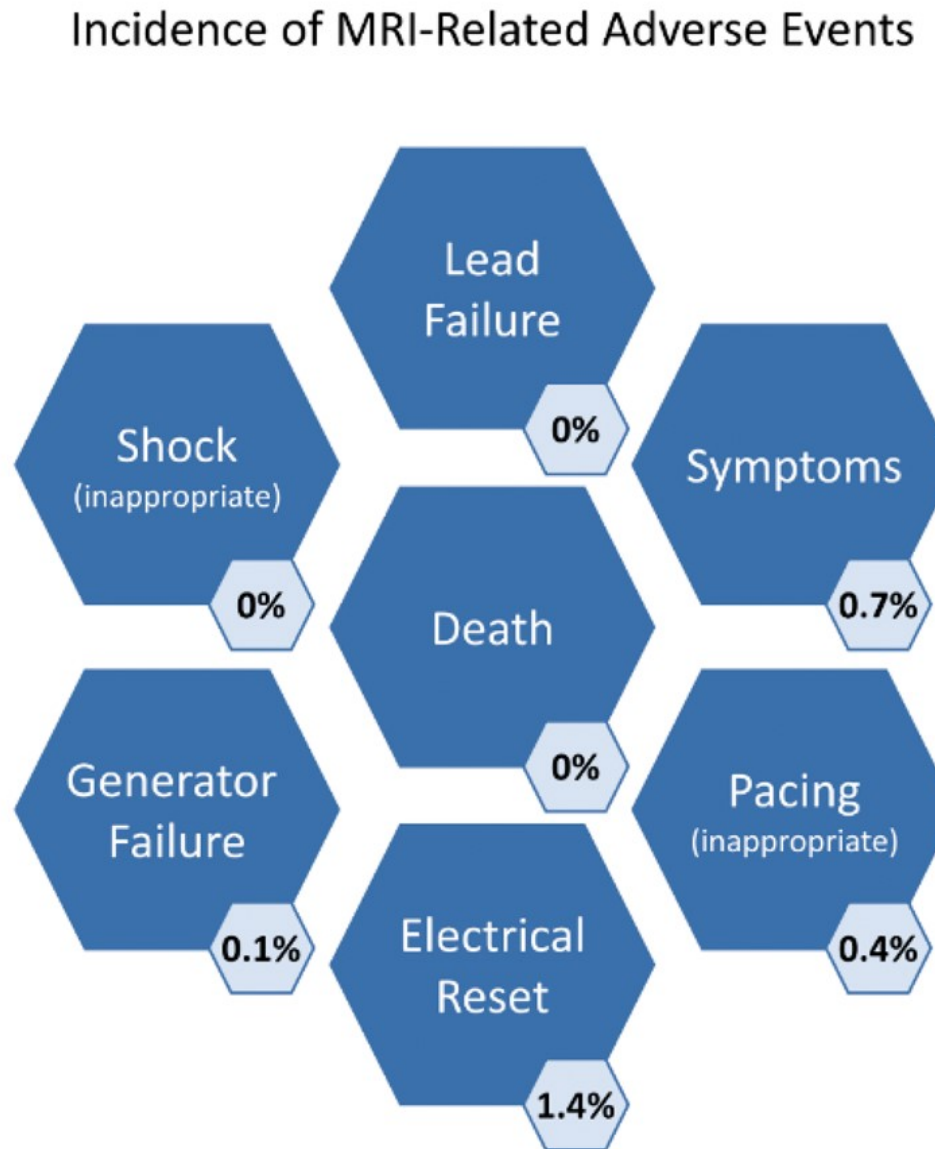 Incidence of MRI-Related Adverse Events
Lead
Failure
0%
Shock
(inappropriate)
0%
Symptoms
0.7%
Death
0%
Generator
Failure
0.1%
Pacing
(inappropriate)
0.4%
Electrical
Reset
1.4%